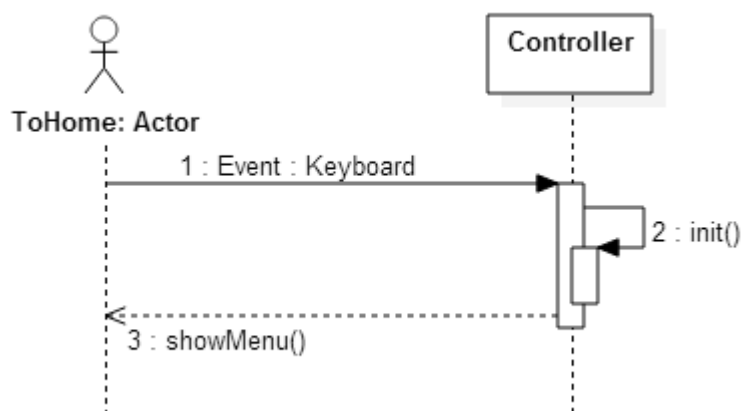 Controller
ToHome: Actor
1 : Event : Keyboard
2 : init()
3 : showMenu()